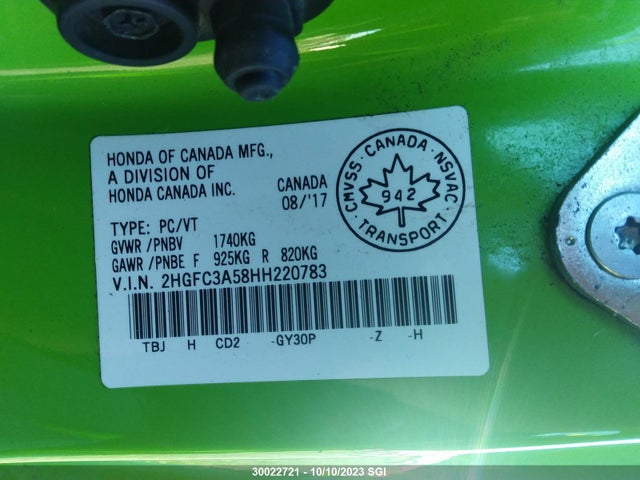 HONDA OF CANADA MFG.,
A DIVISION OF
HONDA CANADA INC.
CANADA
08/'17
CMVSS · CANADA · NSVAC
942
TRANSPORT
TYPE: PC/VT
GVWR /PNBV 1740KG
GAWR /PNBE F 925KG R 820KG
V.I.N. 2HGFC3A58HH220783
TBJ H CD2 -GY30P -Z -H
30022721 - 10/10/2023 SGI